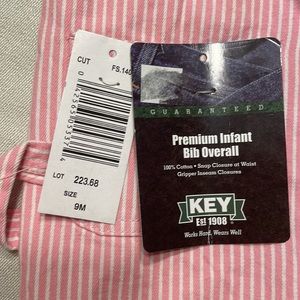 CUT
FS.140
LOT 223.68
SIZE
9M
GUARANTEED
Premium Infant
Bib Overall
100% Cotton • Snap Closure at Waist
Gripper Inseam Closures
KEY
Est 1908
Works Hard, Wears Well